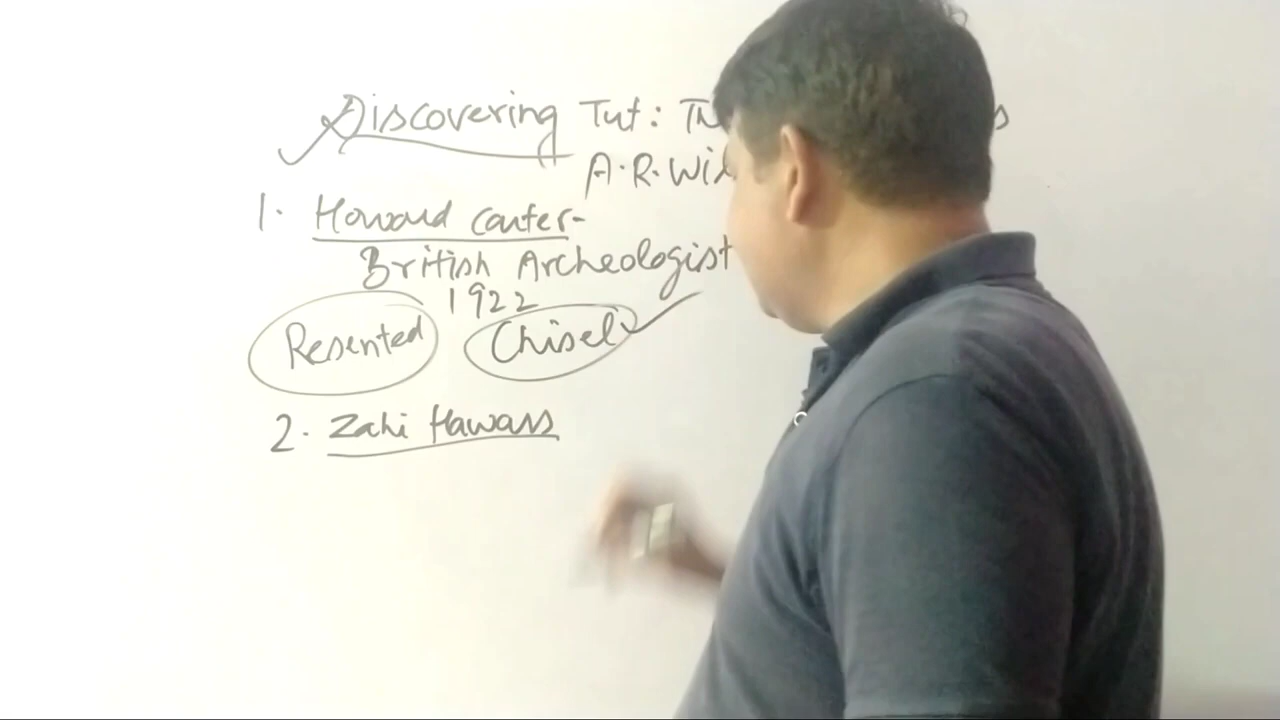 Discovering Tut:
A.R.
1. Howard Carter-
British Archeologist
1922
Resented Chisel
2. Zahi Hawass